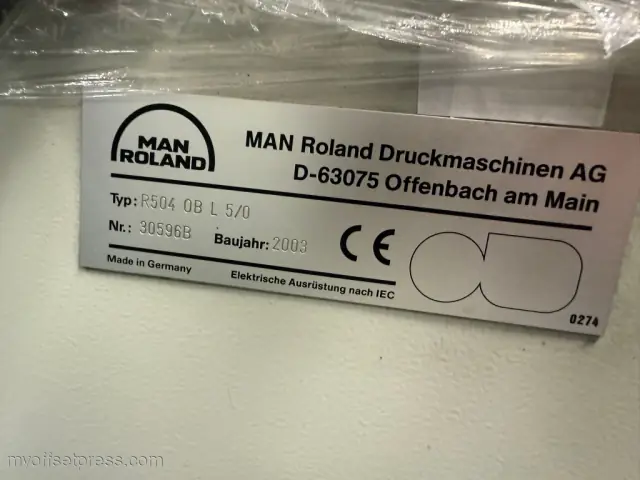 MAN
ROLAND
MAN Roland Druckmaschinen AG
D-63075 Offenbach am Main
Typ: R504 0B L 5/0
Nr.: 30596B Baujahr: 2003
CE
Made in Germany Elektrische Ausrüstung nach IEC
0274
myoffsetpress.com